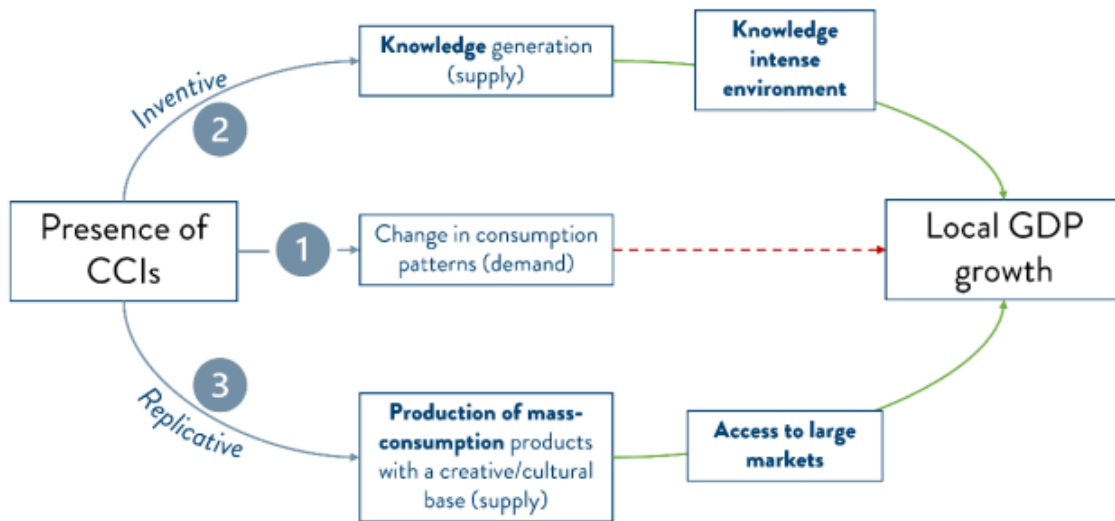 Knowledge generation
(supply)
Knowledge
intense
environment
Inventive
2
Presence of
CCIs
1
Change in consumption
patterns (demand)
Local GDP
growth
3
Replicative
Production of mass-
consumption products
with a creative/cultural
base (supply)
Access to large
markets